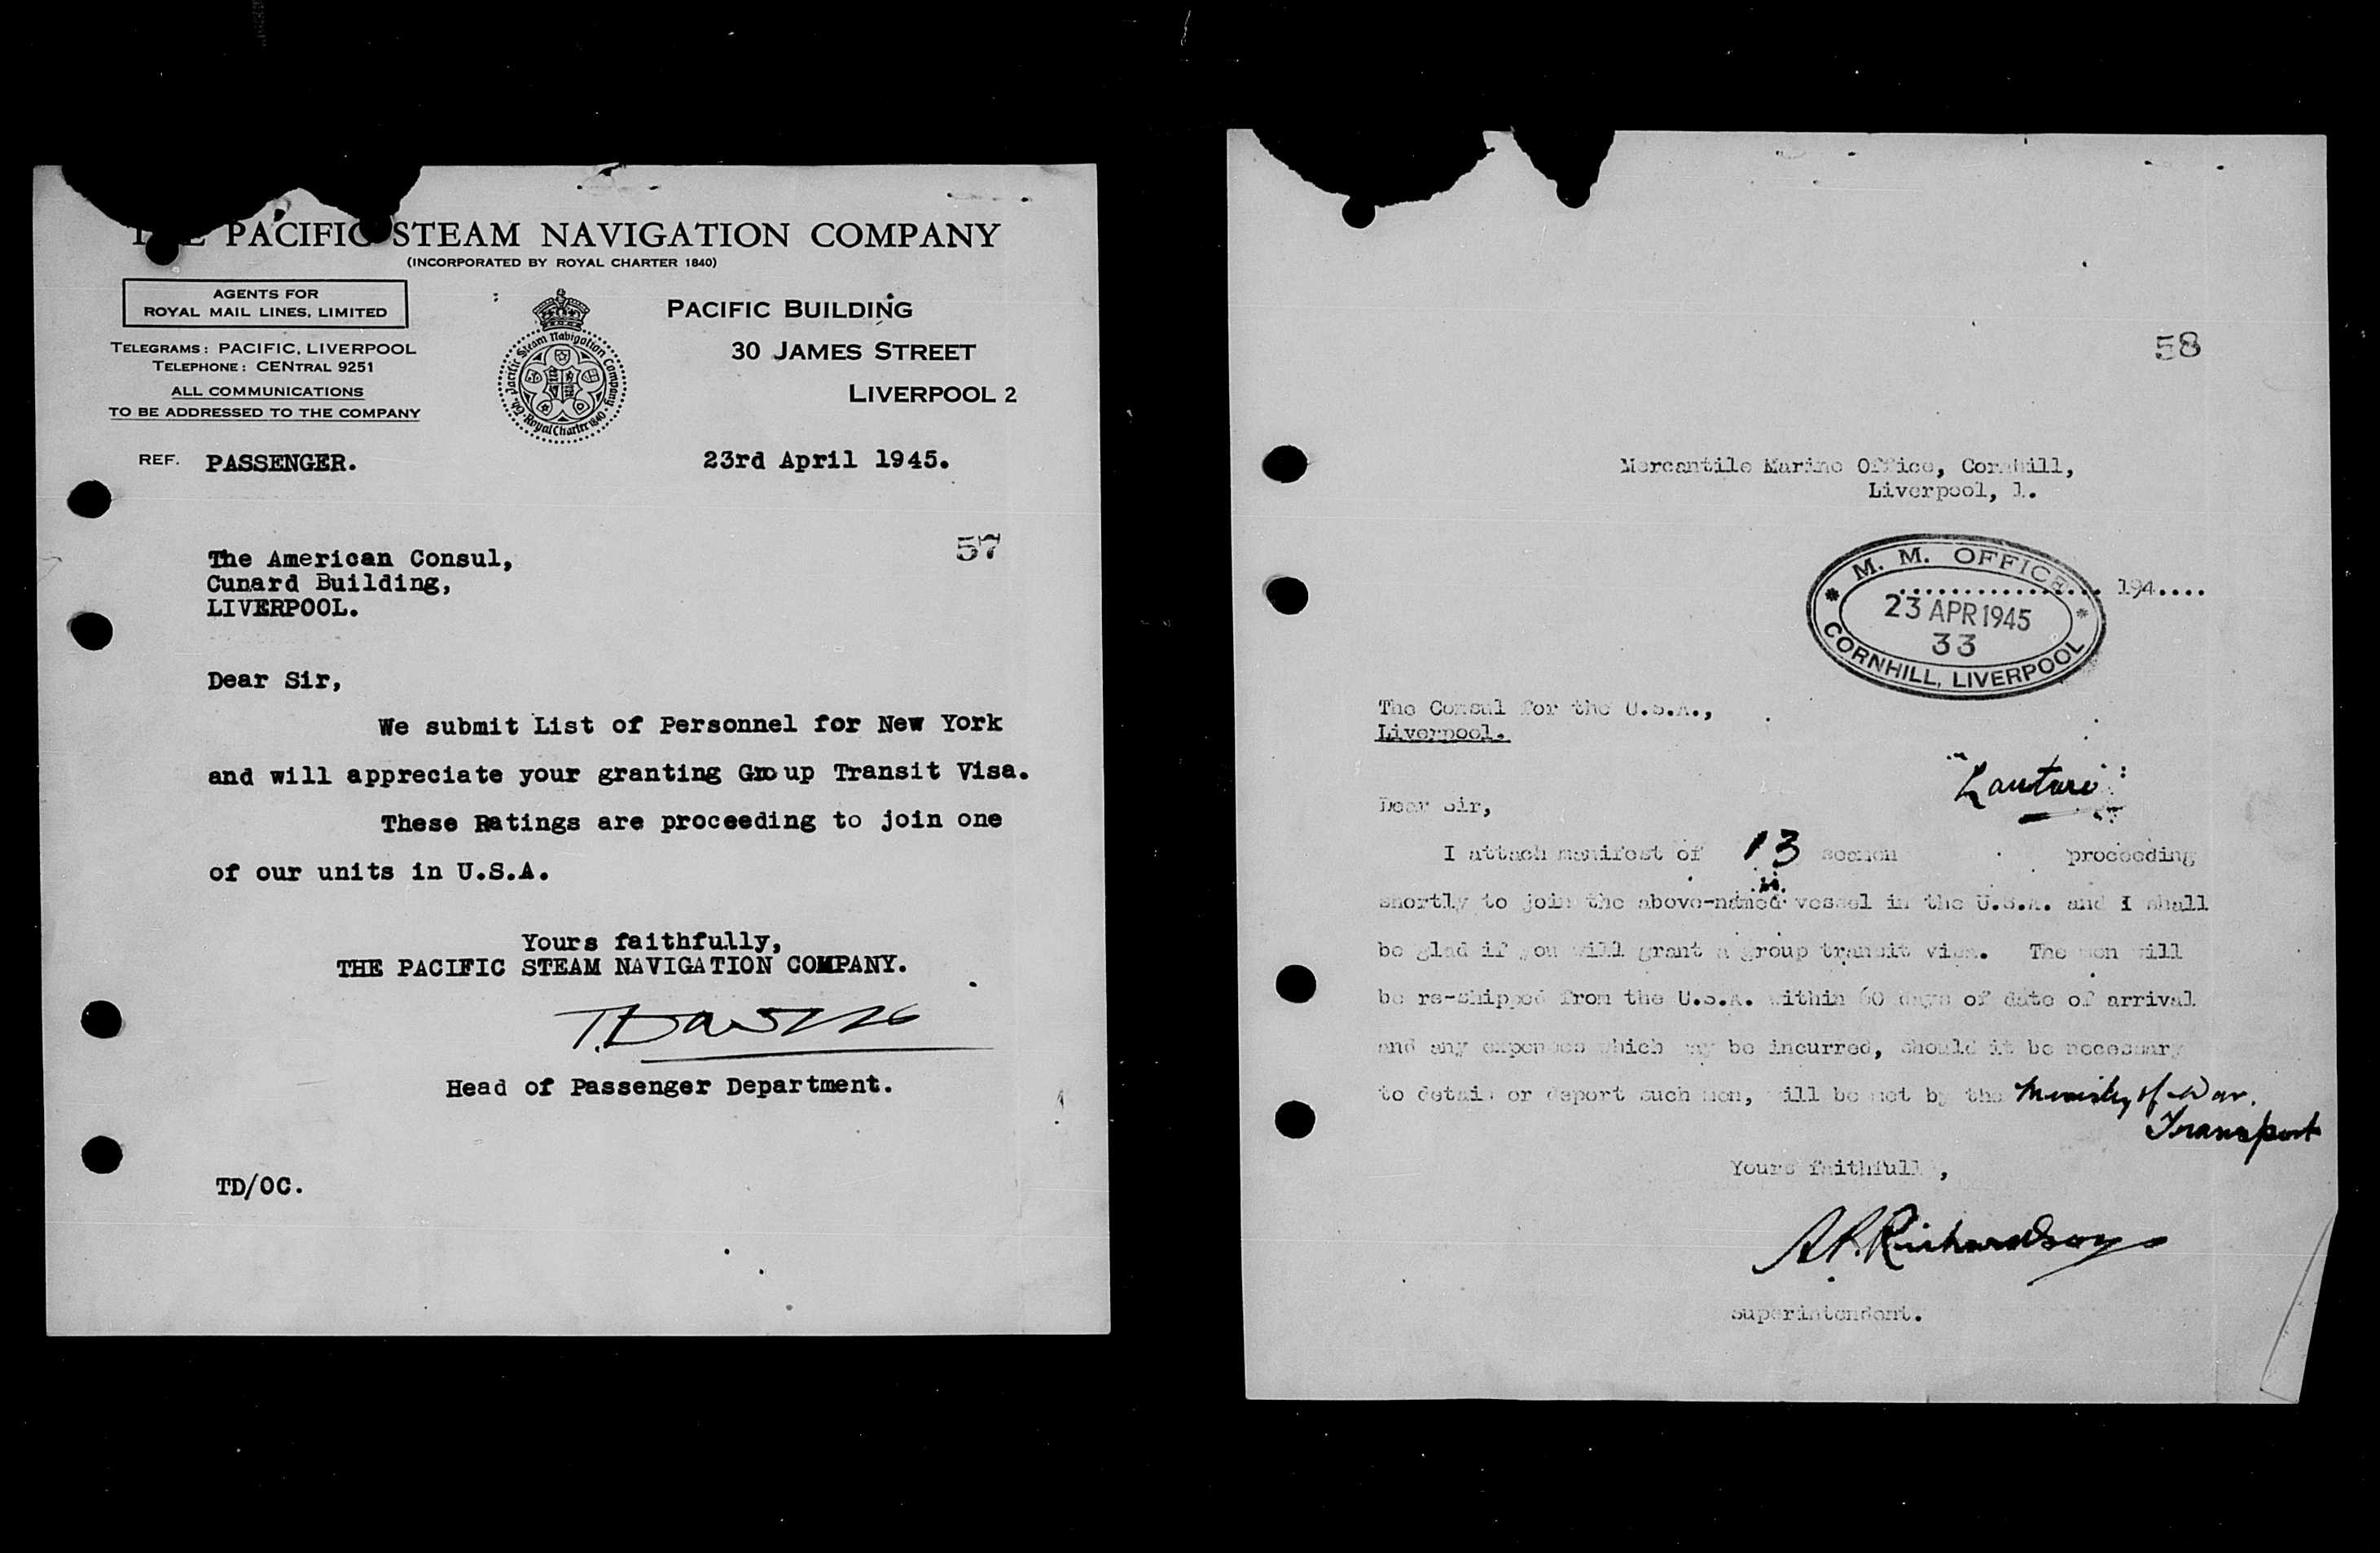 THE PACIFIC STEAM NAVIGATION COMPANY
(INCORPORATED BY ROYAL CHARTER 1840)
AGENTS FOR
ROYAL MAIL LINES, LIMITED
TELEGRAMS: PACIFIC, LIVERPOOL
TELEPHONE: CENTRAL 9251
ALL COMMUNICATIONS
TO BE ADDRESSED TO THE COMPANY
Pacific Steam Navigation Company
Royal Charter 1840
PACIFIC BUILDING
30 JAMES STREET
LIVERPOOL 2
REF. PASSENGER.
23rd April 1945.
57
The American Consul,
Cunard Building,
LIVERPOOL.
Dear Sir,
We submit List of Personnel for New York
and will appreciate your granting Group Transit Visa.
These Ratings are proceeding to join one
of our units in U.S.A.
Yours faithfully,
THE PACIFIC STEAM NAVIGATION COMPANY.
Head of Passenger Department.
TD/OC.
58
Mercantile Marine Office, Cornhill,
Liverpool, 1.
M. M. OFFICE
23 APR 1945
33
CORNHILL, LIVERPOOL
194....
The Consul for the U.S.A.,
Liverpool.
"Lautaro":
Dear Sir,
I attach manifest of 13 seamen proceeding
shortly to join the above-named vessel in the U.S.A. and I shall
be glad if you will grant a group transit visa. The men will
be re-shipped from the U.S.A. within 60 days of date of arrival
and any expenses which may be incurred, should it be necessary
to detain or deport such men, will be met by the Ministry of War.
Transport
Yours faithfully,
A.P. Richardson
Superintendent.